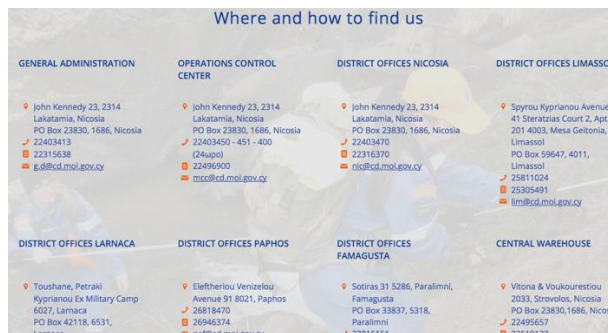 Where and how to find us
GENERAL ADMINISTRATION
John Kennedy 23, 2314
Lakatamia, Nicosia
PO Box 23830, 1686, Nicosia
22403413
22315638
g.d@cd.moi.gov.cy
OPERATIONS CONTROL
CENTER
John Kennedy 23, 2314
Lakatamia, Nicosia
PO Box 23830, 1686, Nicosia
22403450 - 451 - 400
(24ωρο)
22496900
mcc@cd.moi.gov.cy
DISTRICT OFFICES NICOSIA
John Kennedy 23, 2314
Lakatamia, Nicosia
PO Box 23830, 1686, Nicosia
22403470
22316370
nic@cd.moi.gov.cy
DISTRICT OFFICES
Spyrou Kyprianou Avenue
41 Steratzias Court 2, Apt.
201 4003, Mesa Geitonia,
Limassol
PO Box 59647, 4011,
Limassol
25811024
25305491
lim@cd.moi.gov.cy
DISTRICT OFFICES LARNACA
Toushane, Petraki
Kyprianou Ex Military Camp
6027, Larnaca
PO Box 42118, 6531,
DISTRICT OFFICES PAPHOS
Eleftheriou Venizelou
Avenue 91 8021, Paphos
26818470
26946374
DISTRICT OFFICES
FAMAGUSTA
Sotiras 31 5286, Paralimni,
Famagusta
PO Box 33837, 5318,
Paralimni
CENTRAL WAREHOUSE
Vitona & Voukourestiou
2033, Strovolos, Nicosia
PO Box 23830,1686,
22495657